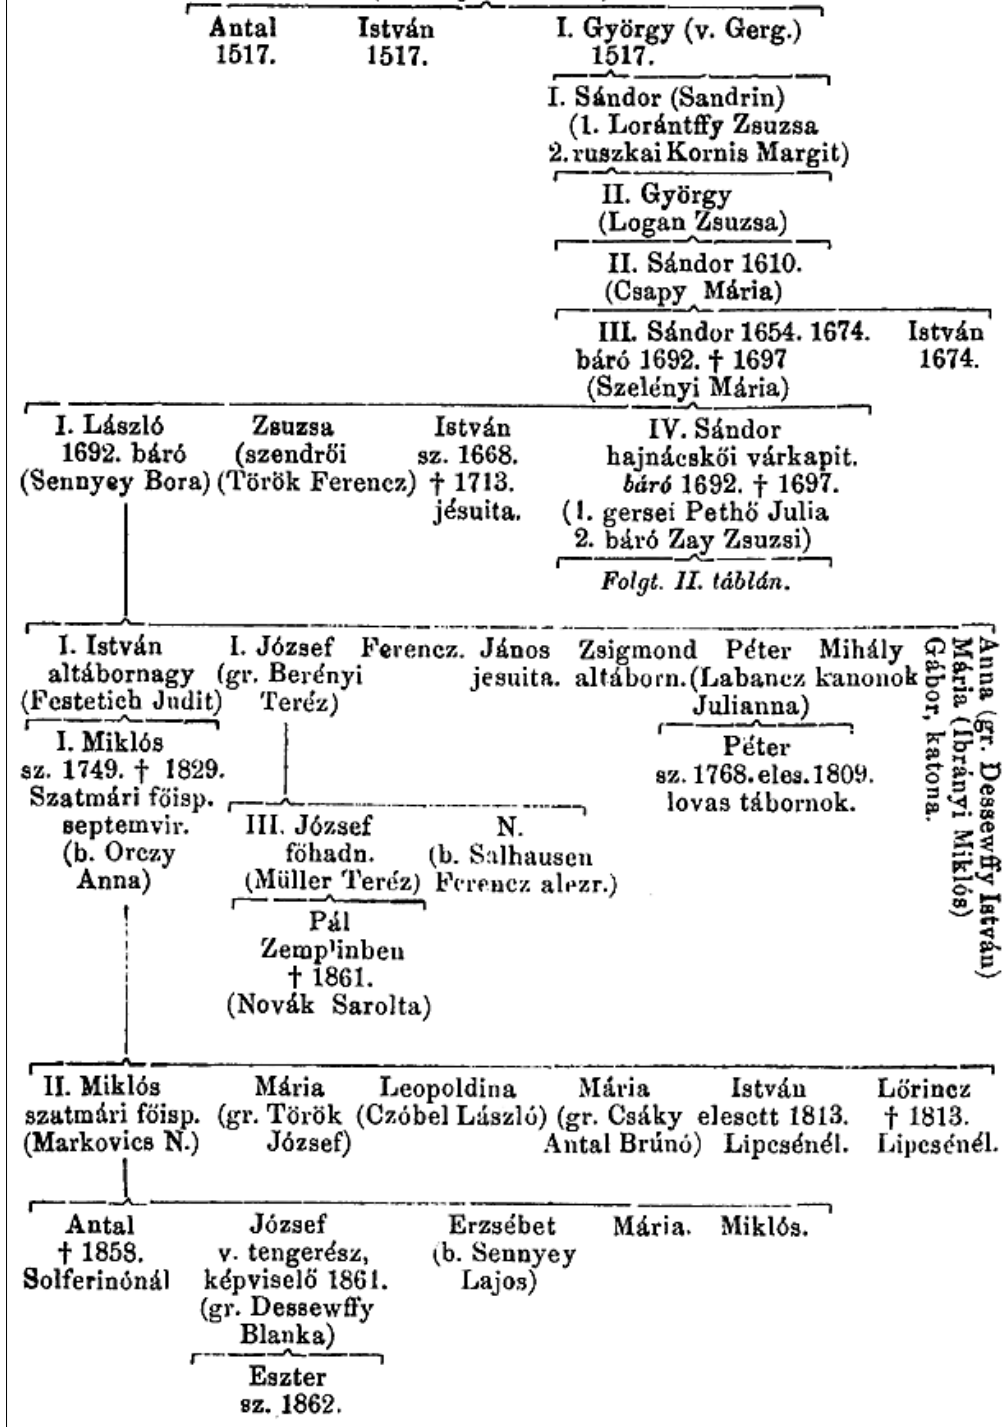 Antal István I. György (v. Gerg.)
1517. 1517. 1517.
I. Sándor (Sandrin)
(1. Lorántffy Zsuzsa
2. ruszkai Kornis Margit)
II. György
(Logan Zsuzsa)
II. Sándor 1610.
(Csapy Mária)
III. Sándor 1654. 1674. István
báró 1692. † 1697 1674.
(Szelényi Mária)
I. László Zsuzsa István IV. Sándor
1692. báró (szendrői sz. 1668. hajnácskői várkapit.
(Sennyey Bora) (Török Ferencz) † 1713. báró 1692. † 1697.
jésuita. (1. gersei Pethő Julia
2. báró Zay Zsuzsi)
Folgt. II. táblán.
I. István I. József Ferencz. János Zsigmond Péter Mihály
altábornagy (gr. Berényi jesuita. altáborn. (Labancz kanonok
(Festetich Judit) Teréz) Julianna)
Anna (gr. Dessewffy István)
Mária (Ibrányi Miklós)
Gábor, katona.
I. Miklós Péter
sz. 1749. † 1829. sz. 1768. eles. 1809.
Szatmári főisp. lovas tábornok.
septemvir. III. József N.
(b. Orczy főhadn. (b. Salhausen
Anna) (Müller Teréz) Ferencz alezr.)
Pál
Zemplinben
† 1861.
(Novák Sarolta)
II. Miklós Mária Leopoldina Mária István Lőrincz
szatmári főisp. (gr. Török (Czóbel László) (gr. Csáky elesett 1813. † 1813.
(Markovics N.) József) Antal Brúnó) Lipcsénél. Lipcsénél.
Antal József Erzsébet Mária. Miklós.
† 1858. v. tengerész, (b. Sennyey
Solferinónál képviselő 1861. Lajos)
(gr. Dessewffy
Blanka)
Eszter
sz. 1862.